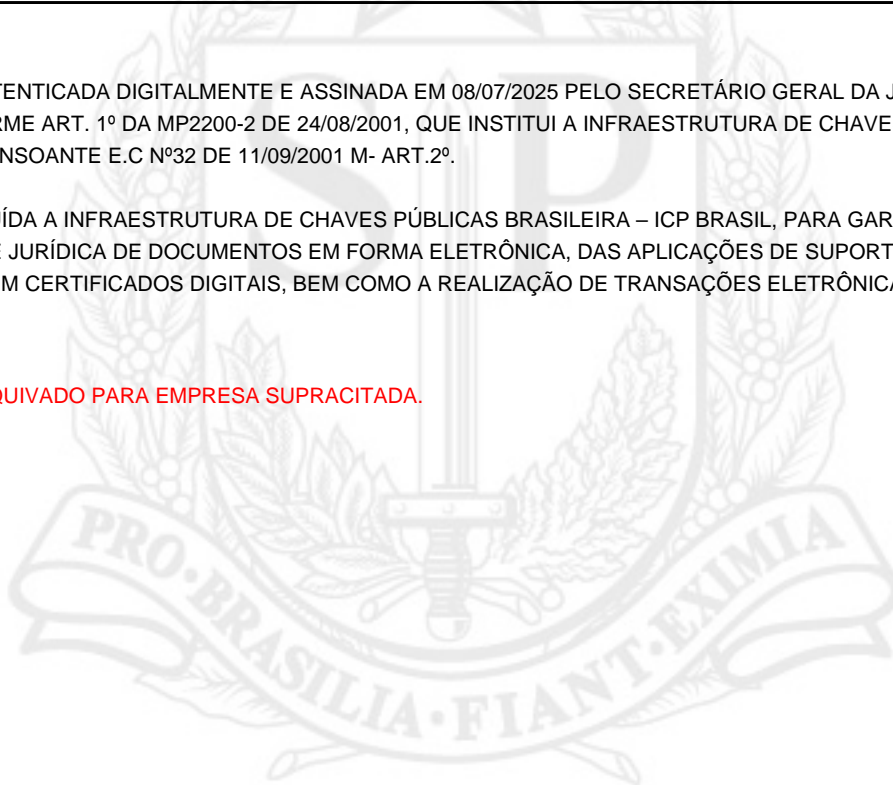 TENTICADA DIGITALMENTE E ASSINADA EM 08/07/2025 PELO SECRETÁRIO GERAL DA J
RME ART. 1º DA MP2200-2 DE 24/08/2001, QUE INSTITUI A INFRAESTRUTURA DE CHAVE
NSOANTE E.C Nº32 DE 11/09/2001 M- ART.2º.
ÍDA A INFRAESTRUTURA DE CHAVES PÚBLICAS BRASILEIRA – ICP BRASIL, PARA GAR
E JURÍDICA DE DOCUMENTOS EM FORMA ELETRÔNICA, DAS APLICAÇÕES DE SUPORT
M CERTIFICADOS DIGITAIS, BEM COMO A REALIZAÇÃO DE TRANSAÇÕES ELETRÔNICA
QUIVADO PARA EMPRESA SUPRACITADA.
SP
PRO·BRASILIA·FIANT·EXIMIA